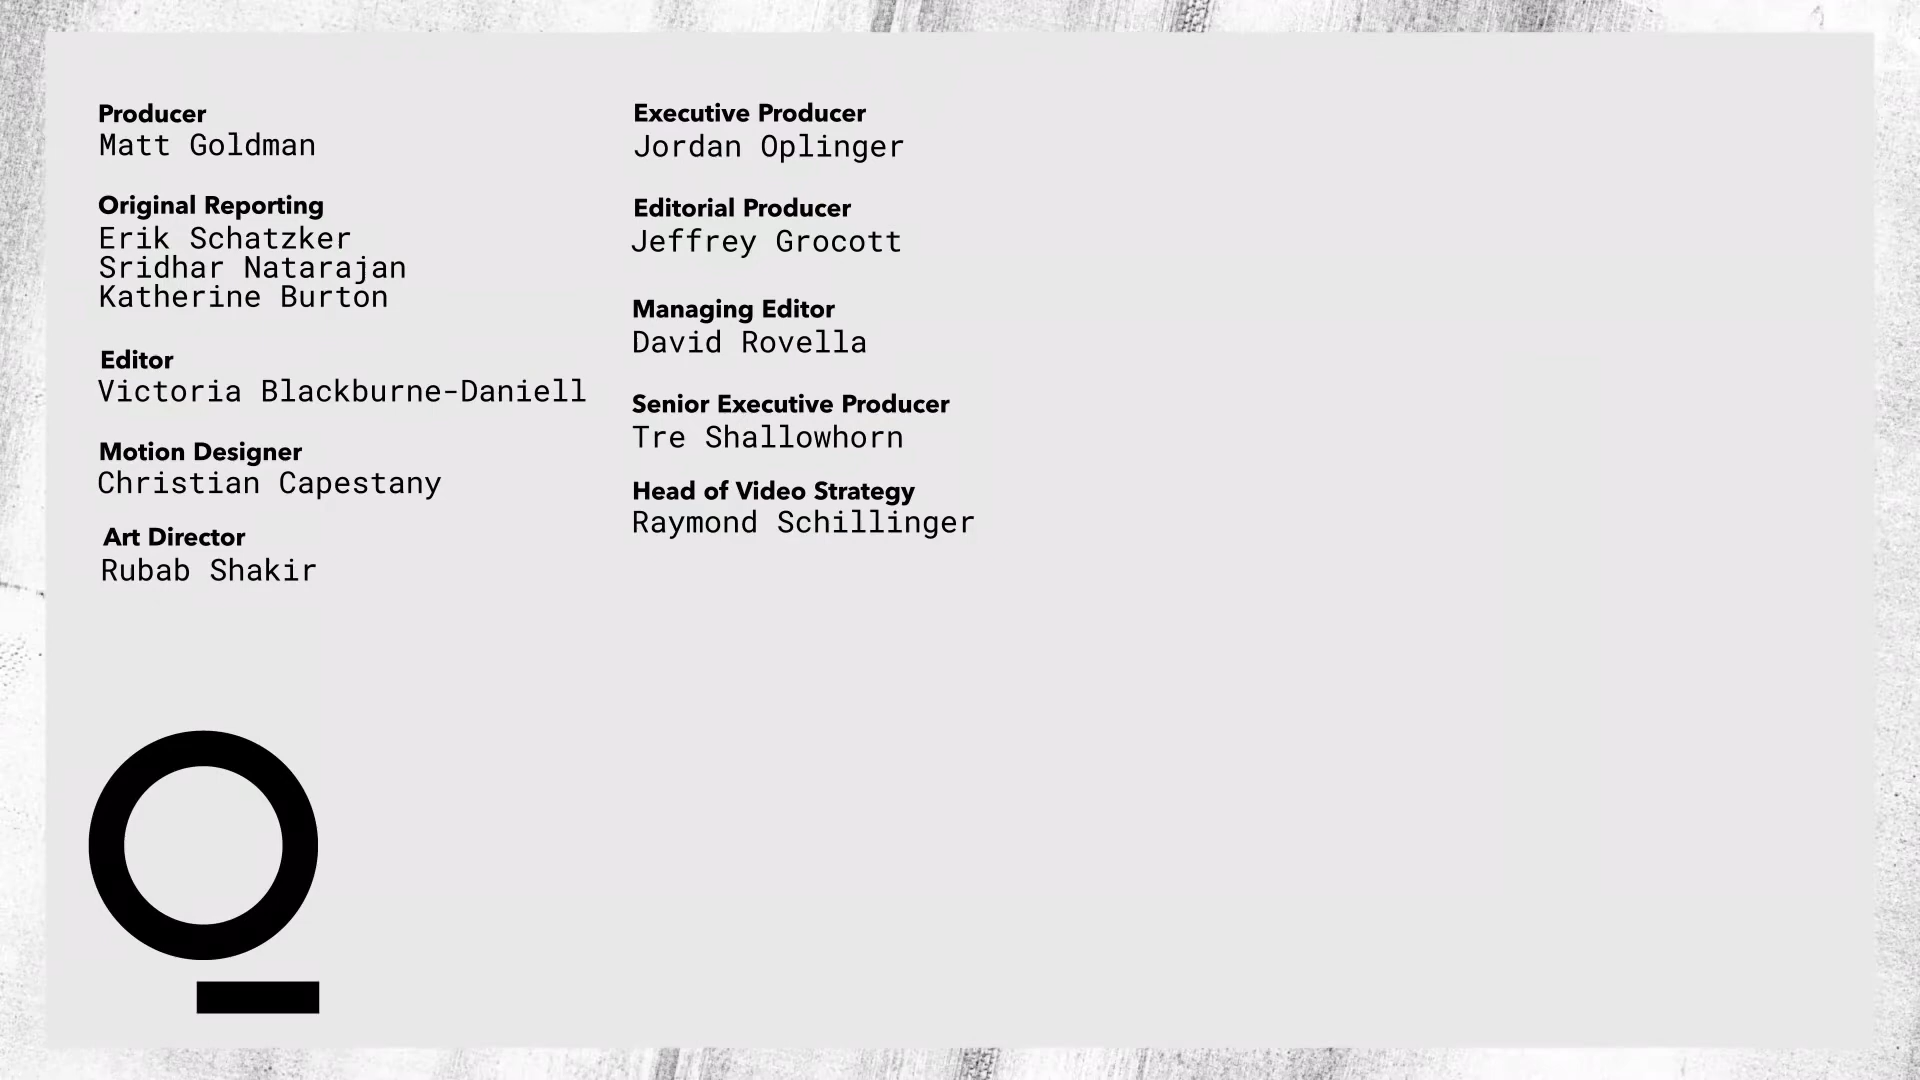 Producer
Matt Goldman
Original Reporting
Erik Schatzker
Sridhar Natarajan
Katherine Burton
Editor
Victoria Blackburne-Daniell
Motion Designer
Christian Capestany
Art Director
Rubab Shakir
Executive Producer
Jordan Oplinger
Editorial Producer
Jeffrey Grocott
Managing Editor
David Rovella
Senior Executive Producer
Tre Shallowhorn
Head of Video Strategy
Raymond Schillinger